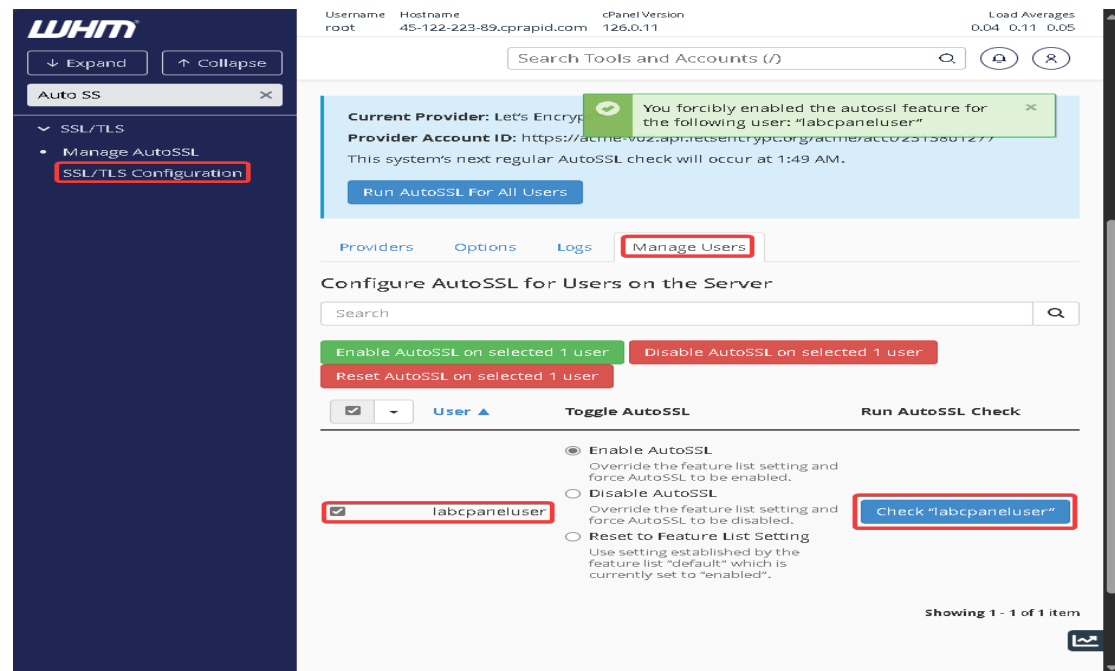 WHM
Username Hostname cPanel Version Load Averages
root 45-122-223-89.cprapid.com 126.0.11 0.04 0.11 0.05
↓ Expand ↑ Collapse
Search Tools and Accounts (/)
Auto SS ×
SSL/TLS
• Manage AutoSSL
SSL/TLS Configuration
You forcibly enabled the autossl feature for ×
the following user: "labcpaneluser"
Current Provider: Let's Encryp
Provider Account ID: https://acme-v02.api.letsencrypt.org/acme/acct/2513801277
This system's next regular AutoSSL check will occur at 1:49 AM.
Run AutoSSL For All Users
Providers Options Logs Manage Users
Configure AutoSSL for Users on the Server
Search
Enable AutoSSL on selected 1 user Disable AutoSSL on selected 1 user
Reset AutoSSL on selected 1 user
User ▲ Toggle AutoSSL Run AutoSSL Check
Enable AutoSSL
Override the feature list setting and
force AutoSSL to be enabled.
Disable AutoSSL
labcpaneluser Override the feature list setting and Check "labcpaneluser"
force AutoSSL to be disabled.
Reset to Feature List Setting
Use setting established by the
feature list "default" which is
currently set to "enabled".
Showing 1 - 1 of 1 item